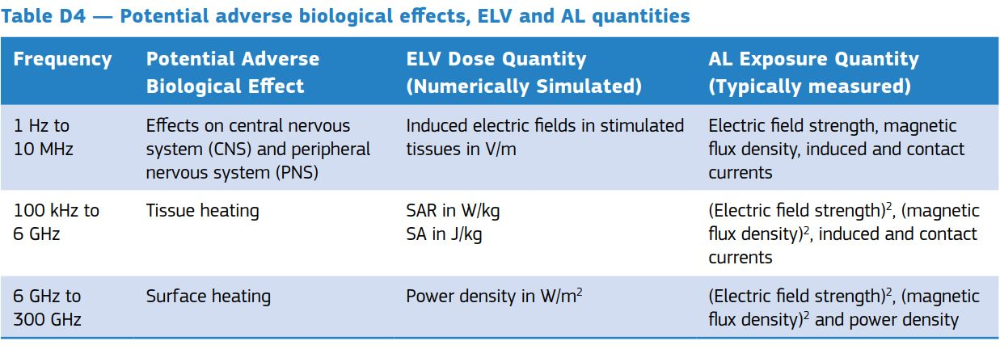 Table D4 — Potential adverse biological effects, ELV and AL quantities
Frequency
Potential Adverse
Biological Effect
ELV Dose Quantity
(Numerically Simulated)
AL Exposure Quantity
(Typically measured)
1 Hz to
10 MHz
Effects on central nervous
system (CNS) and peripheral
nervous system (PNS)
Induced electric fields in stimulated
tissues in V/m
Electric field strength, magnetic
flux density, induced and contact
currents
100 kHz to
6 GHz
Tissue heating
SAR in W/kg
SA in J/kg
(Electric field strength)², (magnetic
flux density)², induced and contact
currents
6 GHz to
300 GHz
Surface heating
Power density in W/m²
(Electric field strength)², (magnetic
flux density)² and power density